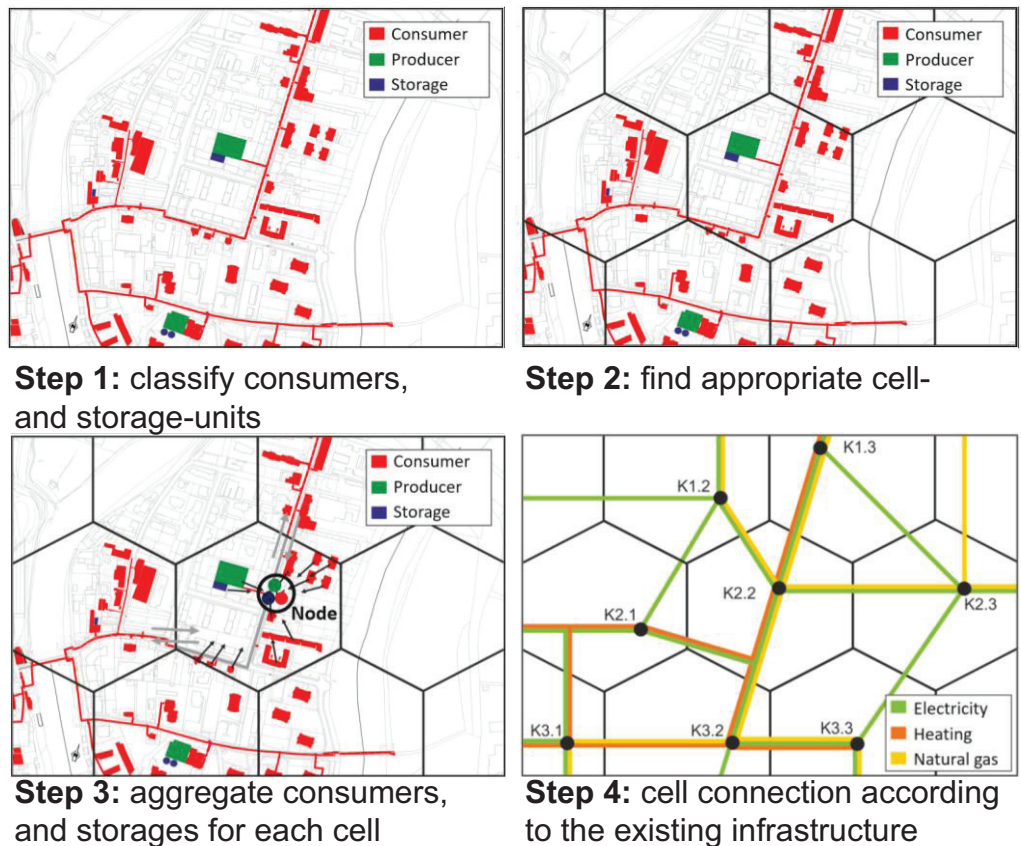 Consumer
Producer
Storage
Consumer
Producer
Storage
Step 1: classify consumers,
and storage-units
Step 2: find appropriate cell-
Consumer
Producer
Storage
Node
K1.3
K1.2
K2.2
K2.3
K2.1
K3.1
K3.2
K3.3
Electricity
Heating
Natural gas
Step 3: aggregate consumers,
and storages for each cell
Step 4: cell connection according
to the existing infrastructure